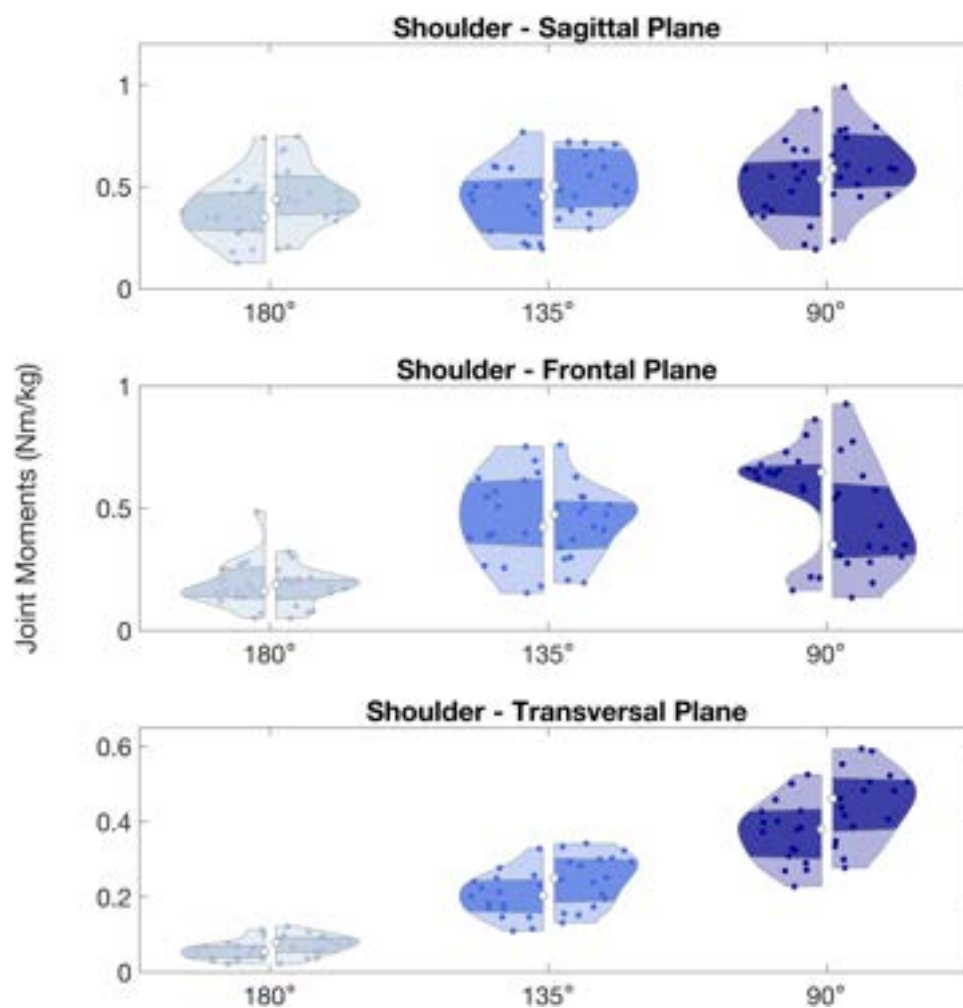 Shoulder - Sagittal Plane
1
0.5
0
180° 135° 90°
Joint Moments (Nm/kg)
Shoulder - Frontal Plane
1
0.5
0
180° 135° 90°
Shoulder - Transversal Plane
0.6
0.4
0.2
0
180° 135° 90°